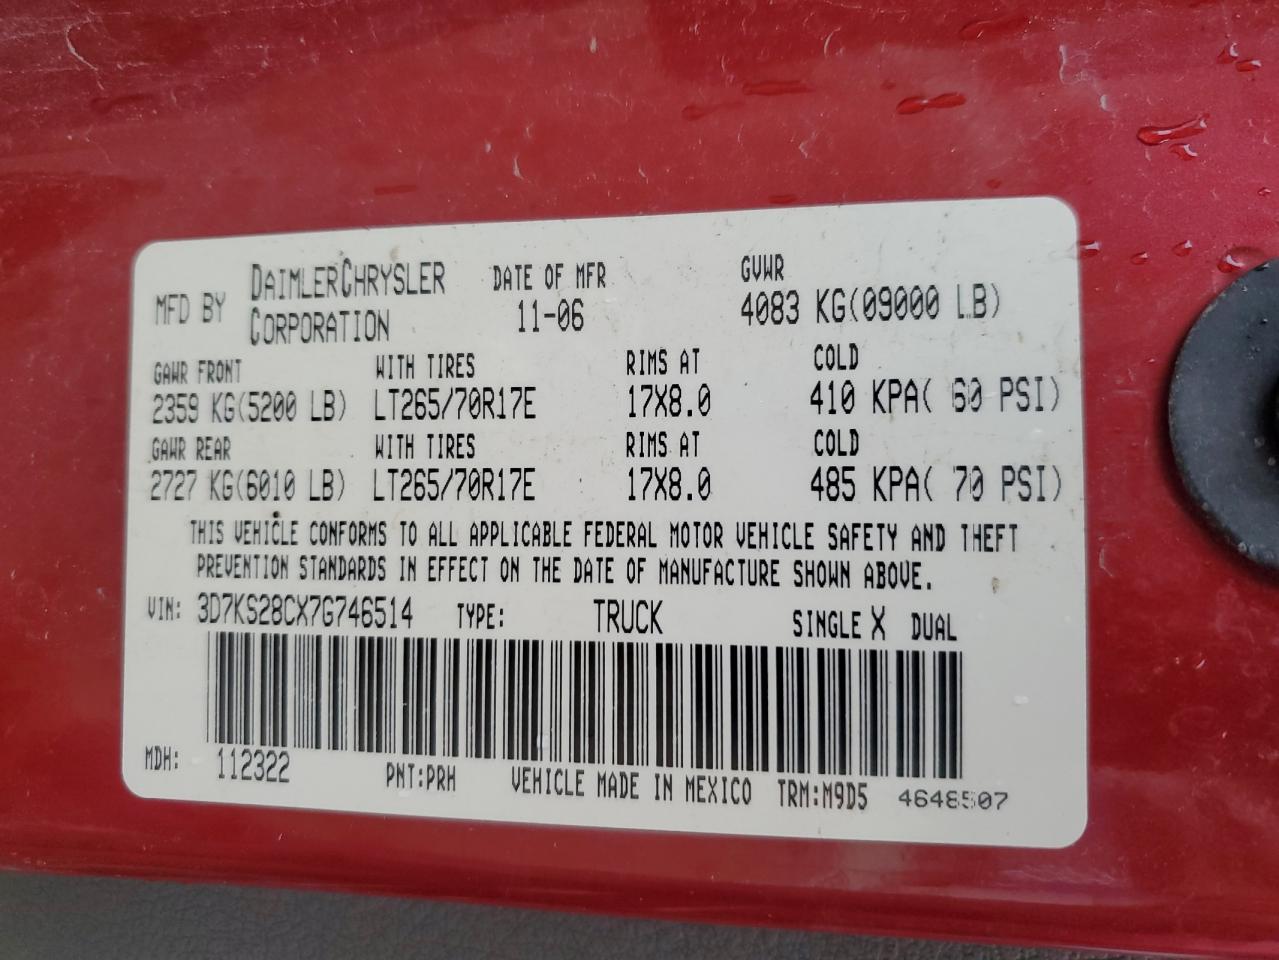 MFD BY DAIMLERCHRYSLER CORPORATION DATE OF MFR 11-06 GVWR 4083 KG(09000 LB)
GAWR FRONT WITH TIRES RIMS AT COLD
2359 KG(5200 LB) LT265/70R17E 17X8.0 410 KPA( 60 PSI)
GAWR REAR WITH TIRES RIMS AT COLD
2727 KG(6010 LB) LT265/70R17E 17X8.0 485 KPA( 70 PSI)
THIS VEHICLE CONFORMS TO ALL APPLICABLE FEDERAL MOTOR VEHICLE SAFETY AND THEFT
PREVENTION STANDARDS IN EFFECT ON THE DATE OF MANUFACTURE SHOWN ABOVE.
VIN: 3D7KS28CX7G746514 TYPE: TRUCK SINGLE X DUAL
MDH: 112322 PNT:PRH VEHICLE MADE IN MEXICO TRM:M9D5 4648507